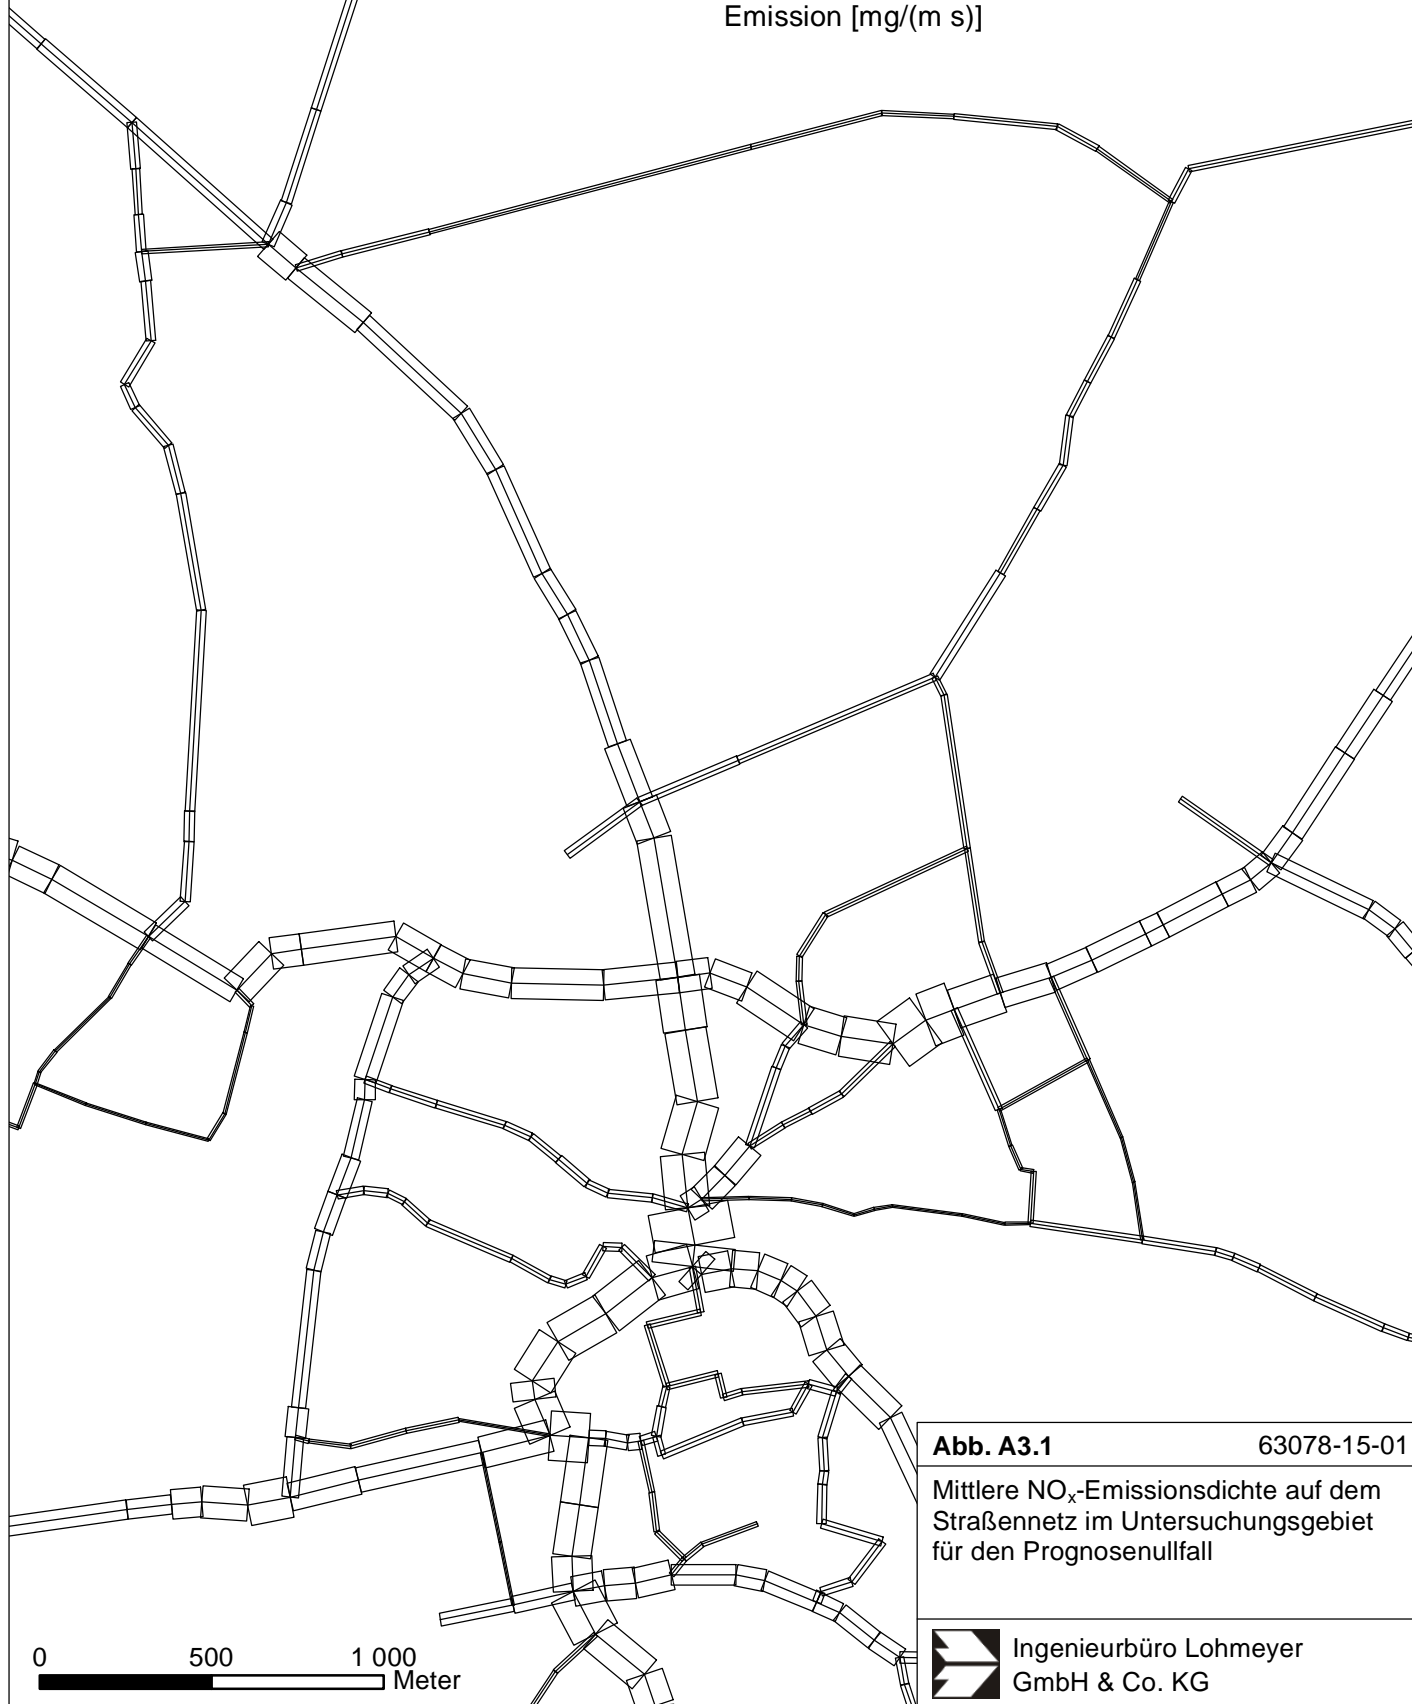 Emission [mg/(m s)]
Abb. A3.1 63078-15-01
Mittlere NOₓ-Emissionsdichte auf dem
Straßennetz im Untersuchungsgebiet
für den Prognosenullfall
Ingenieurbüro Lohmeyer
GmbH & Co. KG
0 500 1 000
Meter